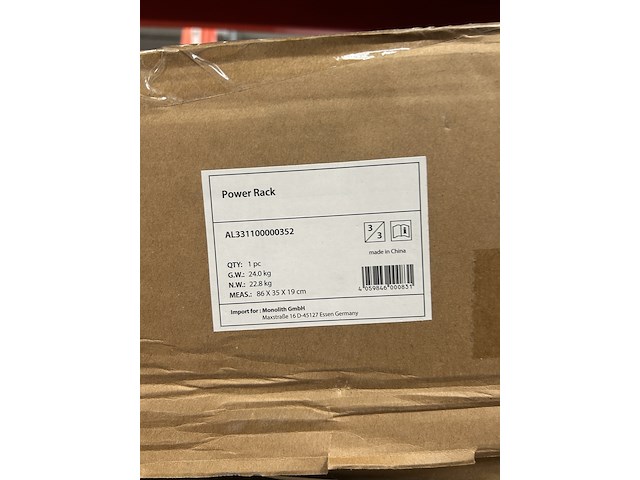 Power Rack
AL331100000352
3/3
made in China
QTY: 1 pc
G.W.: 24.0 kg
N.W.: 22.8 kg
MEAS.: 86 X 35 X 19 cm
4 059846 000831
Import for : Monolith GmbH
Maxstraße 16 D-45127 Essen Germany